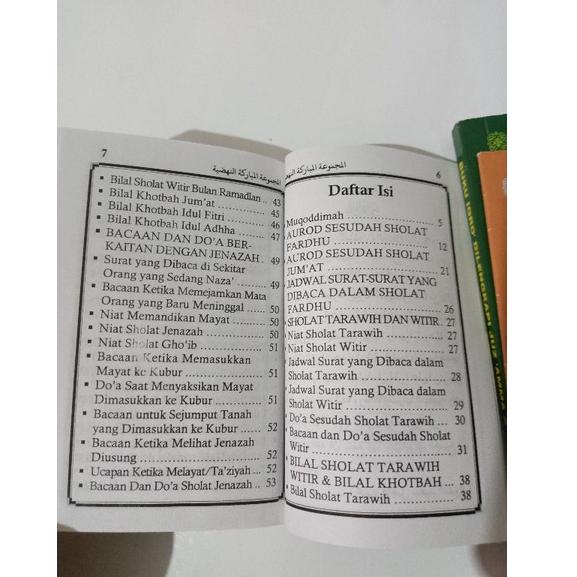 6 المجموعة المباركة
Daftar Isi
• Muqoddimah ... 5
• AUROD SESUDAH SHOLAT
FARDHU ... 12
• AUROD SESUDAH SHOLAT
JUM'AT ... 21
• JADWAL SURAT-SURAT YANG
DIBACA DALAM SHOLAT
FARDHU ... 26
• SHOLAT TARAWIH DAN WITIR .. 27
• Niat Sholat Tarawih ... 27
• Niat Sholat Witir ... 27
• Jadwal Surat yang Dibaca dalam
Sholat Tarawih ... 28
• Jadwal Surat yang Dibaca dalam
Sholat Witir ... 29
• Do'a Sesudah Sholat Tarawih ... 30
• Bacaan dan Do'a Sesudah Sholat
Witir ... 31
• BILAL SHOLAT TARAWIH
WITIR & BILAL KHOTBAH ... 38
• Bilal Sholat Tarawih ... 38
7 المجموعة المباركة النهضية
• Bilal Sholat Witir Bulan Ramadlan .. 43
• Bilal Khotbah Jum'at ... 45
• Bilal Khotbah Idul Fitri ... 46
• Bilal Khotbah Idul Adhha ... 47
• BACAAN DAN DO'A BER-
KAITAN DENGAN JENAZAH . 49
• Surat yang Dibaca di Sekitar
Orang yang Sedang Naza' ... 49
• Bacaan Ketika Memejamkan Mata
Orang yang Baru Meninggal ... 50
• Niat Memandikan Mayat ... 50
• Niat Sholat Jenazah ... 50
• Niat Sholat Gho'ib ... 51
• Bacaan Ketika Memasukkan
Mayat ke Kubur ... 51
• Do'a Saat Menyaksikan Mayat
Dimasukkan ke Kubur ... 51
• Bacaan untuk Sejumput Tanah
yang Dimasukkan ke Kubur ... 52
• Bacaan Ketika Melihat Jenazah
Diusung ... 52
• Ucapan Ketika Melayat/Ta'ziyah ... 52
• Bacaan Dan Do'a Sholat Jenazah ... 53
BUKU IQRO' DILENGKAPI JUZ 'AMMA